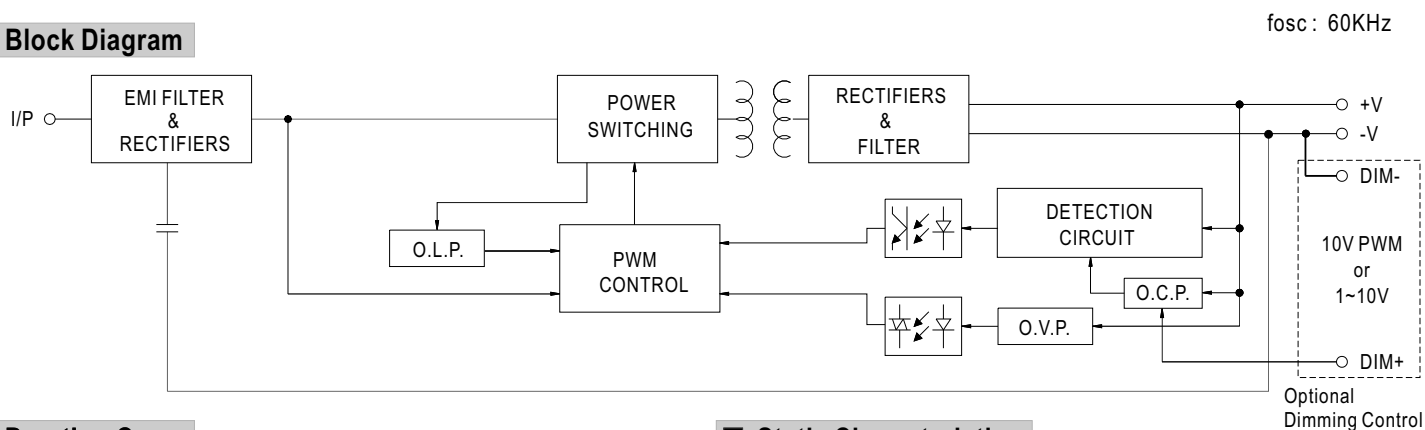 fosc : 60KHz
Block Diagram
I/P
EMI FILTER
&
RECTIFIERS
POWER
SWITCHING
RECTIFIERS
&
FILTER
+V
-V
DIM-
DETECTION
CIRCUIT
O.L.P.
PWM
CONTROL
10V PWM
or
1~10V
O.C.P.
O.V.P.
DIM+
Optional
Dimming Control